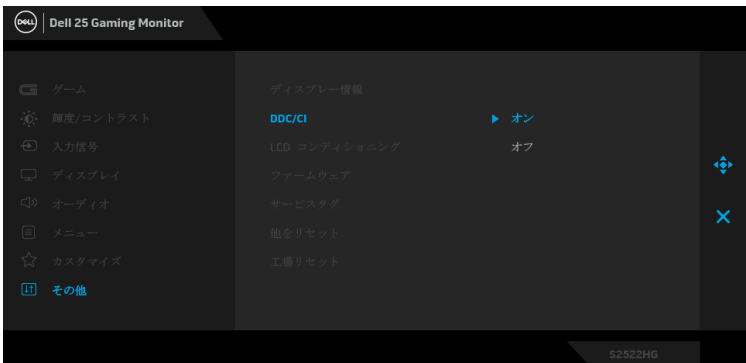 DELL Dell 25 Gaming Monitor
ゲーム
輝度/コントラスト
入力信号
ディスプレイ
オーディオ
メニュー
カスタマイズ
その他
ディスプレー情報
DDC/CI オン
オフ
LCD コンディショニング
ファームウェア
サービスタグ
他をリセット
工場リセット
S2522HG